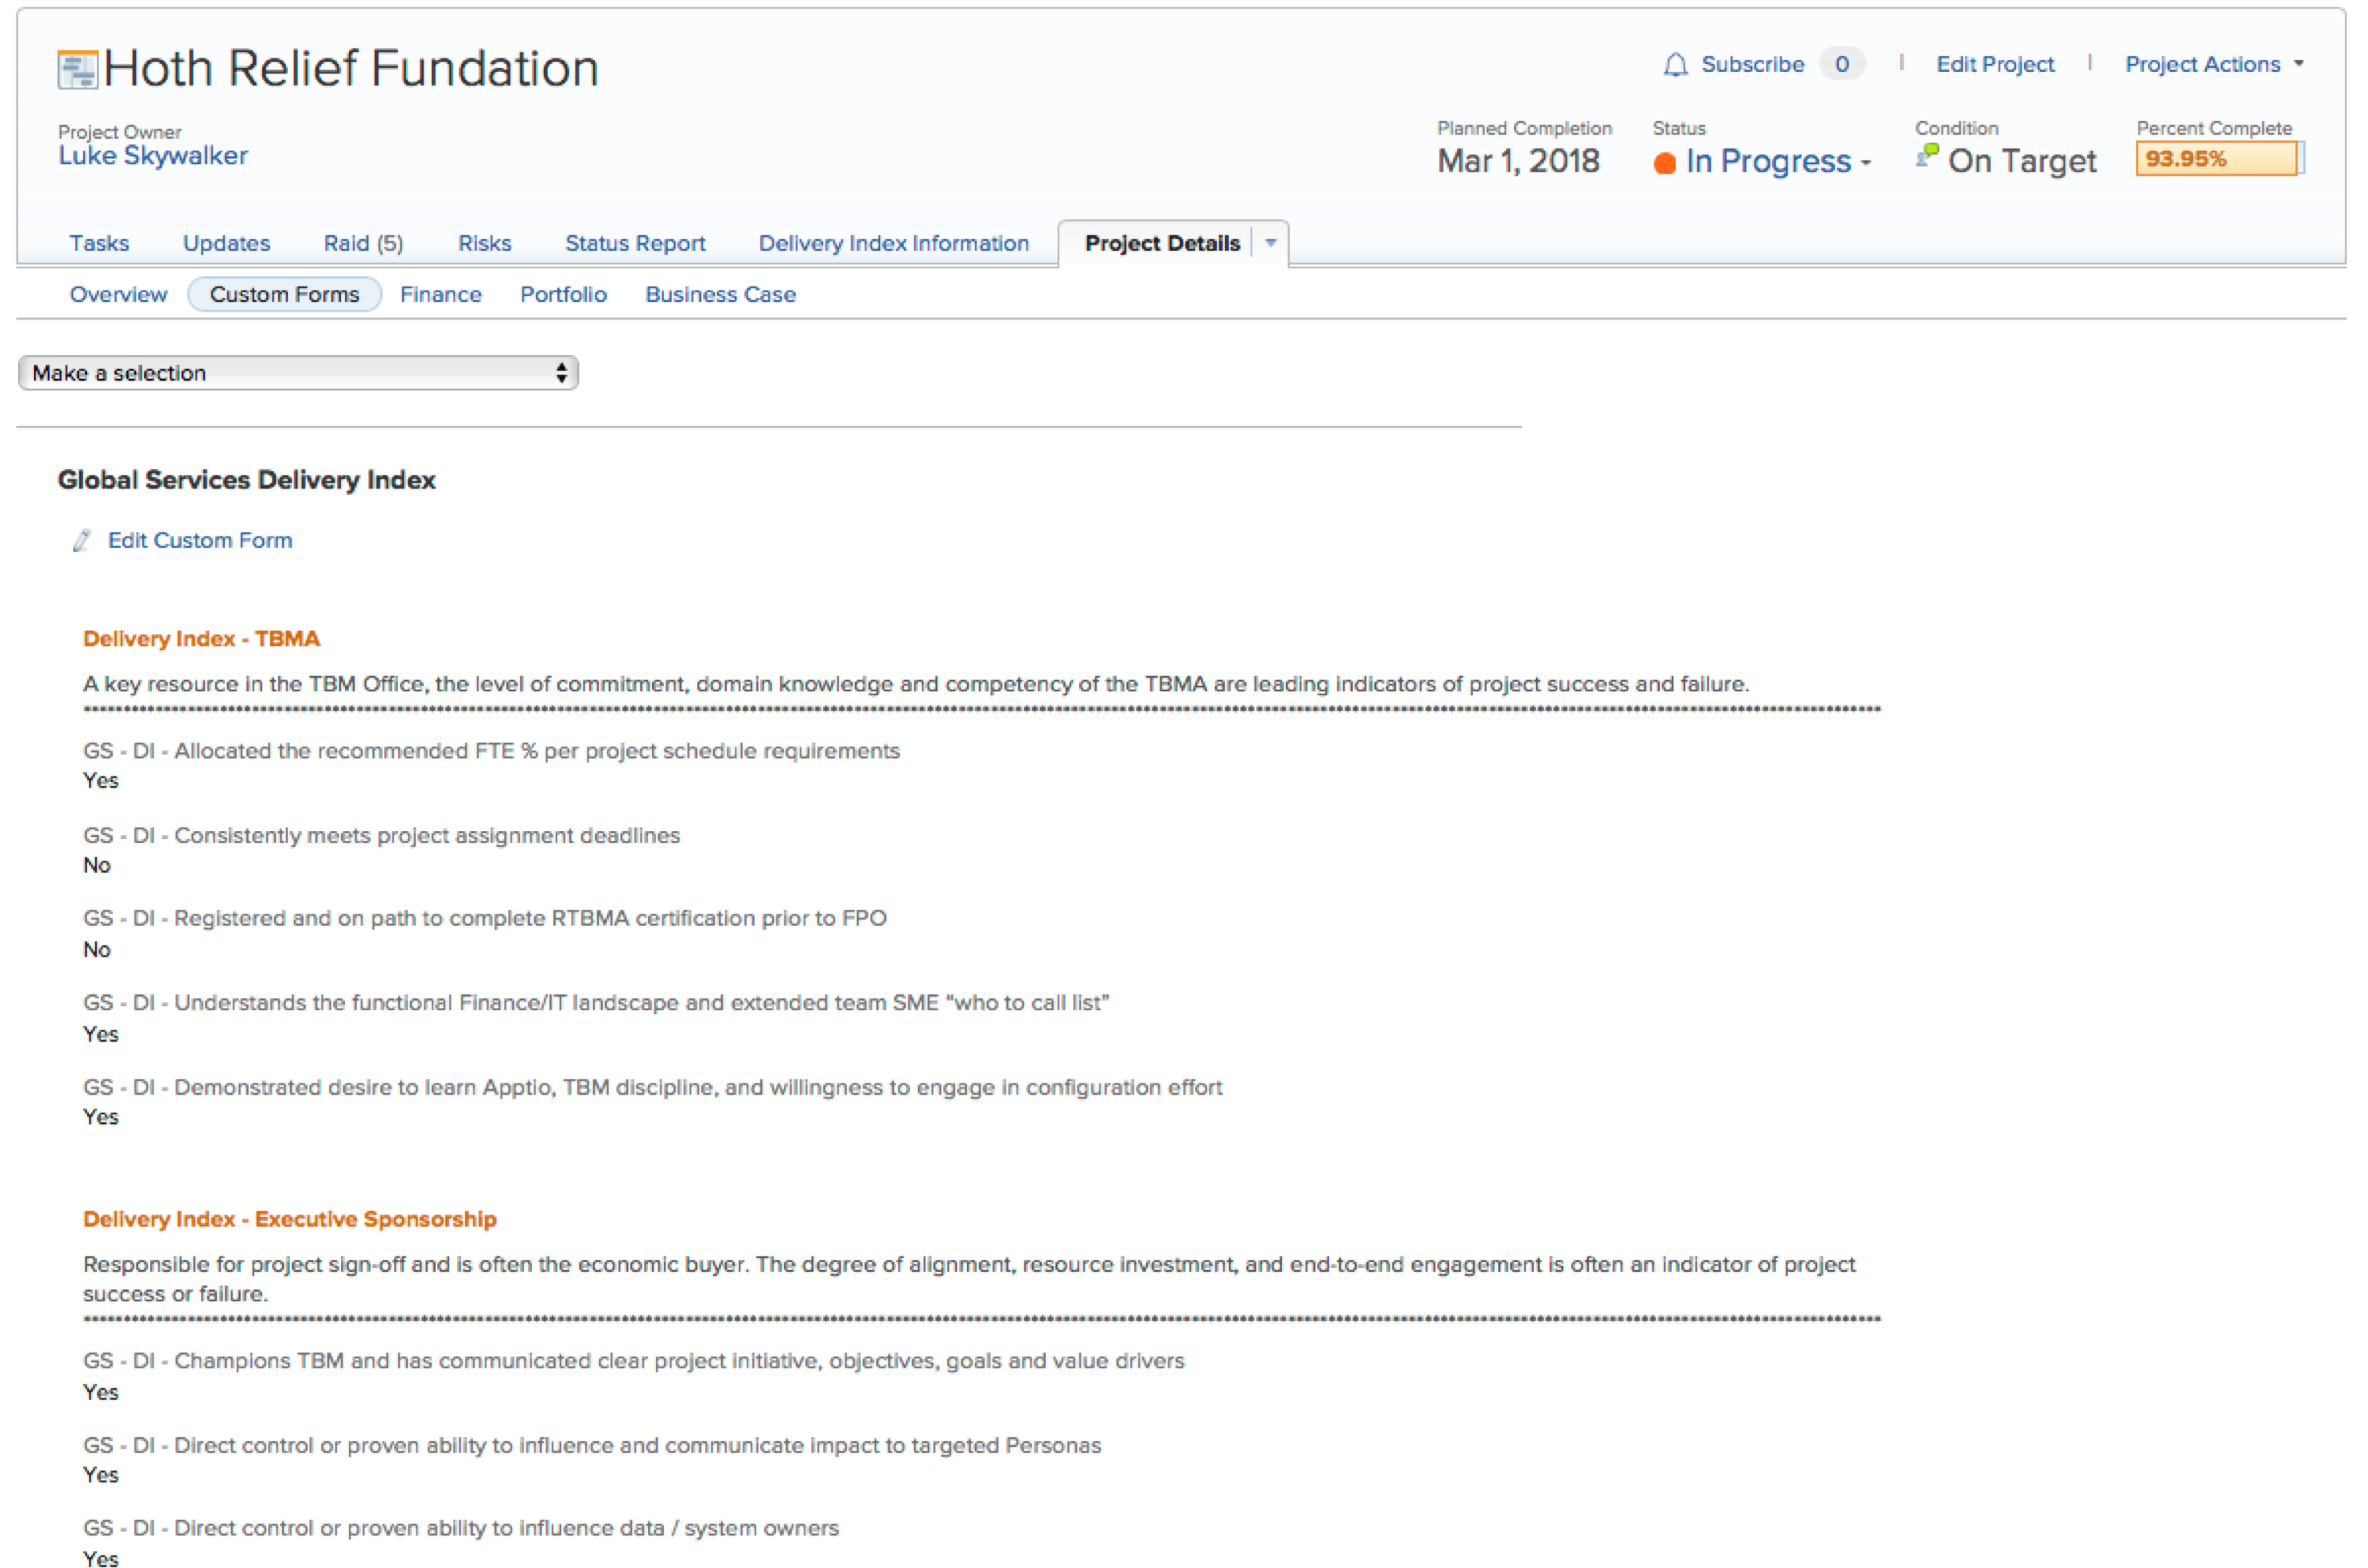 Hoth Relief Fundation
Subscribe 0 | Edit Project | Project Actions
Project Owner
Luke Skywalker
Planned Completion
Mar 1, 2018
Status
In Progress -
Condition
On Target
Percent Complete
93.95%
Tasks Updates Raid (5) Risks Status Report Delivery Index Information Project Details
Overview Custom Forms Finance Portfolio Business Case
Make a selection
Global Services Delivery Index
Edit Custom Form
Delivery Index - TBMA
A key resource in the TBM Office, the level of commitment, domain knowledge and competency of the TBMA are leading indicators of project success and failure.
GS - DI - Allocated the recommended FTE % per project schedule requirements
Yes
GS - DI - Consistently meets project assignment deadlines
No
GS - DI - Registered and on path to complete RTBMA certification prior to FPO
No
GS - DI - Understands the functional Finance/IT landscape and extended team SME "who to call list"
Yes
GS - DI - Demonstrated desire to learn Apptio, TBM discipline, and willingness to engage in configuration effort
Yes
Delivery Index - Executive Sponsorship
Responsible for project sign-off and is often the economic buyer. The degree of alignment, resource investment, and end-to-end engagement is often an indicator of project
success or failure.
GS - DI - Champions TBM and has communicated clear project initiative, objectives, goals and value drivers
Yes
GS - DI - Direct control or proven ability to influence and communicate impact to targeted Personas
Yes
GS - DI - Direct control or proven ability to influence data / system owners
Yes